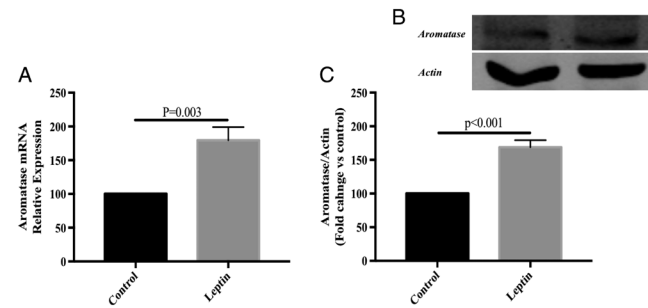 B
Aromatase
Actin
A
Aromatase mRNA
Relative Expression
250
200
150
100
50
0
P=0.003
Control
Leptin
C
Aromatase/Actin
(Fold cahnge vs control)
250
200
150
100
50
0
p<0.001
Control
Leptin